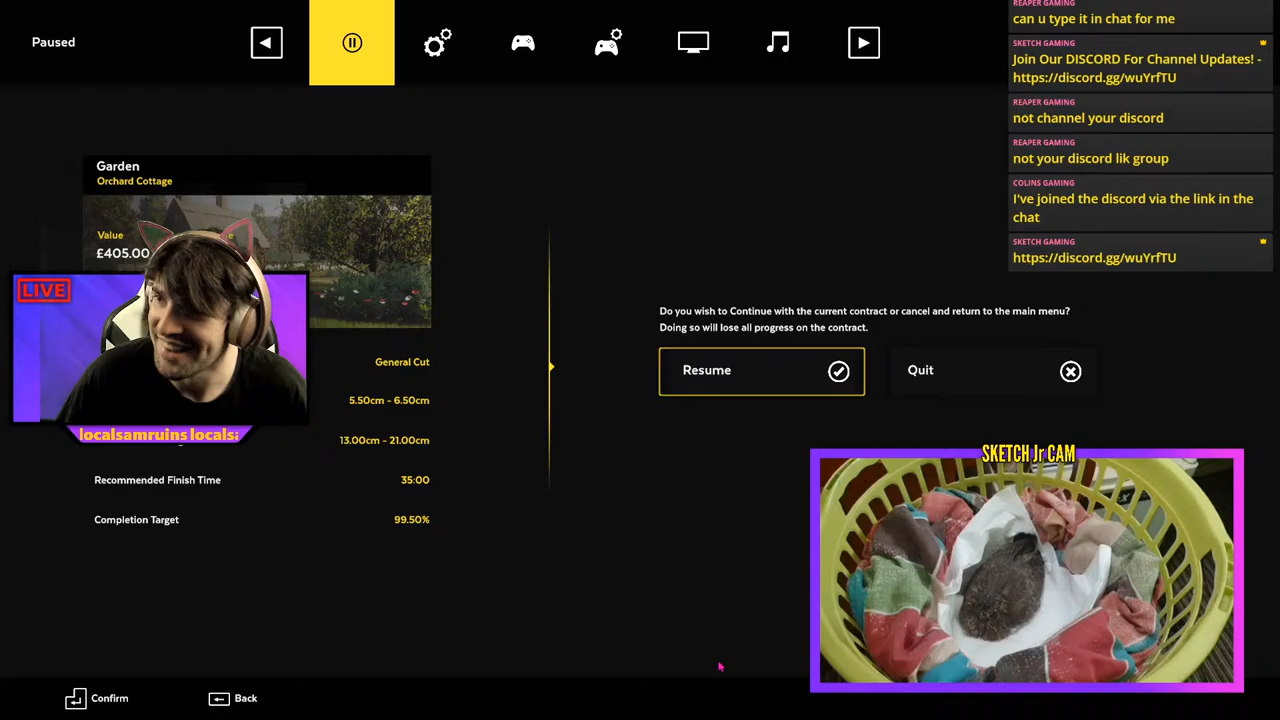 Paused
REAPER GAMING
can u type it in chat for me
SKETCH GAMING
Join Our DISCORD For Channel Updates! -
https://discord.gg/wuYrfTU
REAPER GAMING
not channel your discord
REAPER GAMING
not your discord lik group
COLINS GAMING
I've joined the discord via the link in the
chat
SKETCH GAMING
https://discord.gg/wuYrfTU
Garden
Orchard Cottage
Value
£405.00
LIVE
localsamruins locals:
General Cut
5.50cm - 6.50cm
13.00cm - 21.00cm
Recommended Finish Time 35:00
Completion Target 99.50%
Do you wish to Continue with the current contract or cancel and return to the main menu?
Doing so will lose all progress on the contract.
Resume
Quit
SKETCH Jr CAM
Confirm
Back